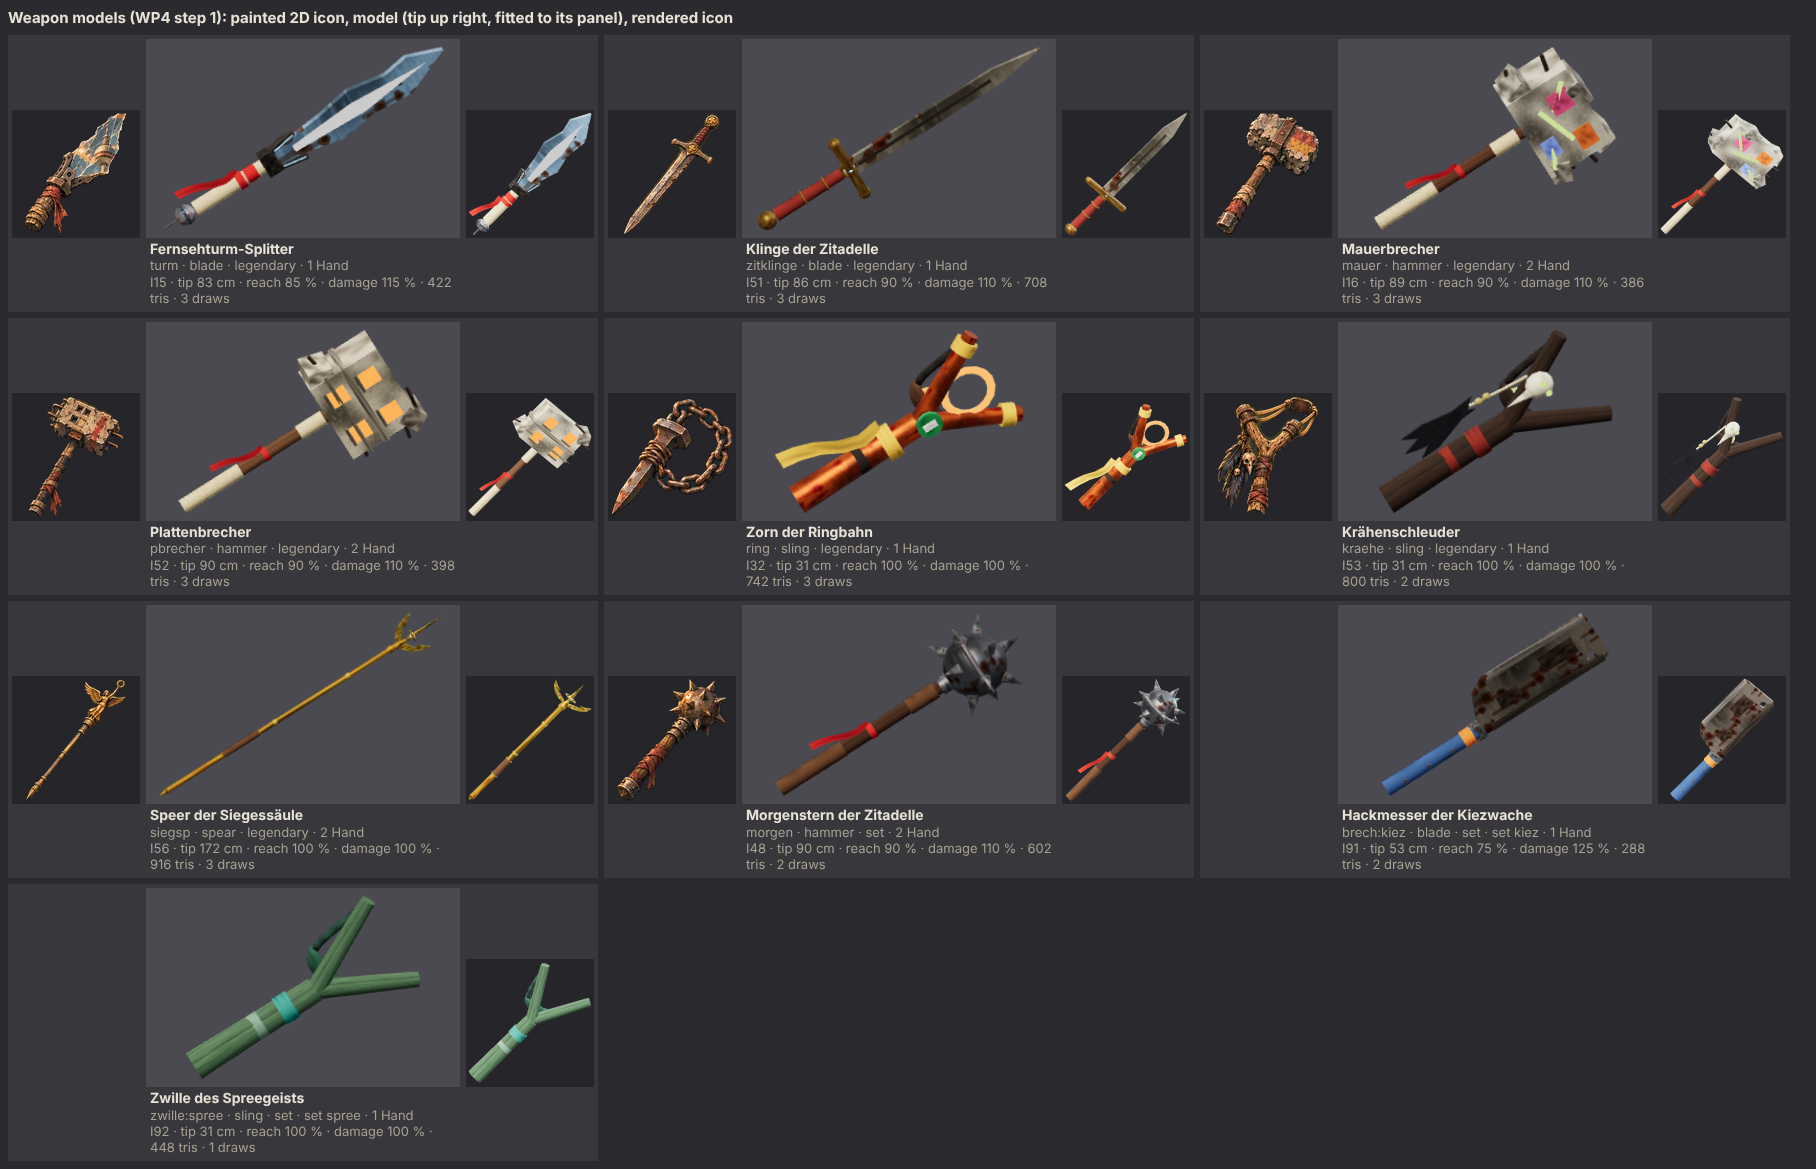 Weapon models (WP4 step 1): painted 2D icon, model (tip up right, fitted to its panel), rendered icon
Fernsehturm-Splitter
turm · blade · legendary · 1 Hand
I15 · tip 83 cm · reach 85 % · damage 115 % · 422
tris · 3 draws
Klinge der Zitadelle
zitklinge · blade · legendary · 1 Hand
I51 · tip 86 cm · reach 90 % · damage 110 % · 708
tris · 3 draws
Mauerbrecher
mauer · hammer · legendary · 2 Hand
I16 · tip 89 cm · reach 90 % · damage 110 % · 386
tris · 3 draws
Plattenbrecher
pbrecher · hammer · legendary · 2 Hand
I52 · tip 90 cm · reach 90 % · damage 110 % · 398
tris · 3 draws
Zorn der Ringbahn
ring · sling · legendary · 1 Hand
I32 · tip 31 cm · reach 100 % · damage 100 % ·
742 tris · 3 draws
Krähenschleuder
kraehe · sling · legendary · 1 Hand
I53 · tip 31 cm · reach 100 % · damage 100 % ·
800 tris · 2 draws
Speer der Siegessäule
siegsp · spear · legendary · 2 Hand
I56 · tip 172 cm · reach 100 % · damage 100 % ·
916 tris · 3 draws
Morgenstern der Zitadelle
morgen · hammer · set · 2 Hand
I48 · tip 90 cm · reach 90 % · damage 110 % · 602
tris · 2 draws
Hackmesser der Kiezwache
brech:kiez · blade · set · set kiez · 1 Hand
I91 · tip 53 cm · reach 75 % · damage 125 % · 288
tris · 2 draws
Zwille des Spreegeists
zwille:spree · sling · set · set spree · 1 Hand
I92 · tip 31 cm · reach 100 % · damage 100 % ·
448 tris · 1 draws